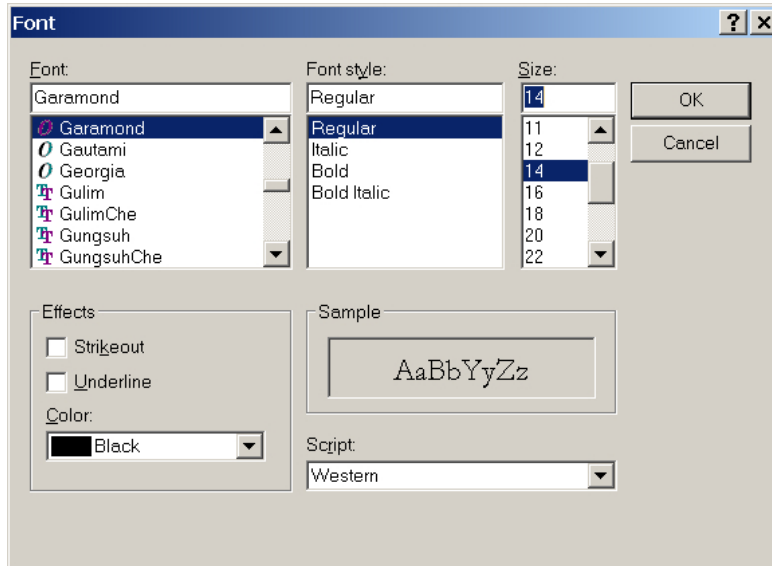 Font
Font:
Font style:
Size:
Garamond
Regular
14
OK
Cancel
Garamond
Gautami
Georgia
Gulim
GulimChe
Gungsuh
GungsuhChe
Regular
Italic
Bold
Bold Italic
11
12
14
16
18
20
22
Effects
Strikeout
Underline
Color:
Black
Sample
AaBbYyZz
Script:
Western